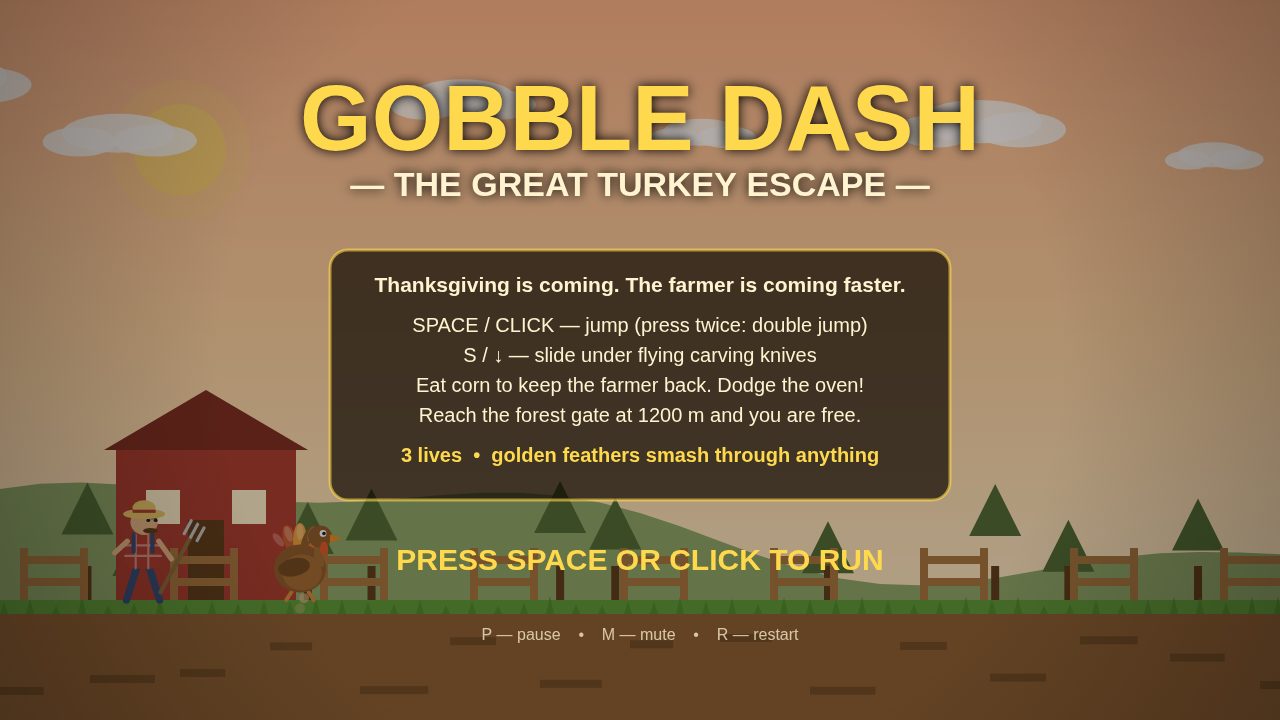 GOBBLE DASH
— THE GREAT TURKEY ESCAPE —
Thanksgiving is coming. The farmer is coming faster.
SPACE / CLICK — jump (press twice: double jump)
S / ↓ — slide under flying carving knives
Eat corn to keep the farmer back. Dodge the oven!
Reach the forest gate at 1200 m and you are free.
3 lives • golden feathers smash through anything
PRESS SPACE OR CLICK TO RUN
P — pause • M — mute • R — restart